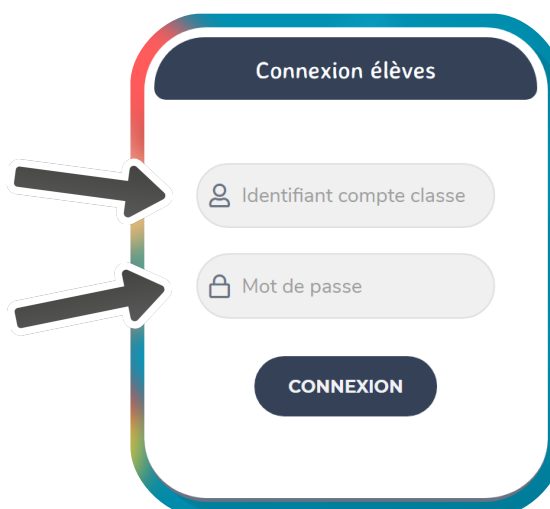 Connexion élèves
Identifiant compte classe
Mot de passe
CONNEXION